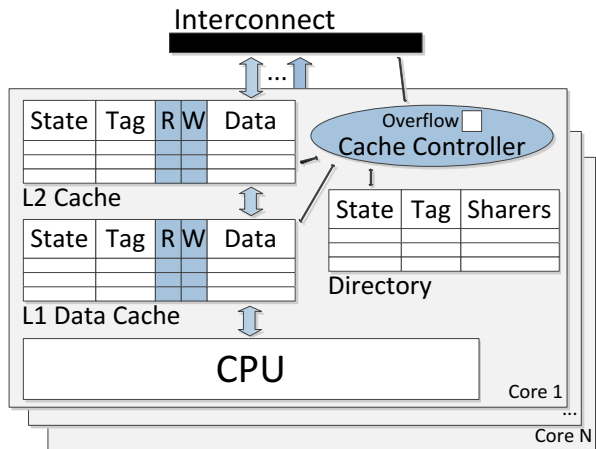 Interconnect
...
State Tag R W Data
L2 Cache
Overflow
Cache Controller
State Tag R W Data
L1 Data Cache
State Tag Sharers
Directory
CPU
Core 1
...
Core N